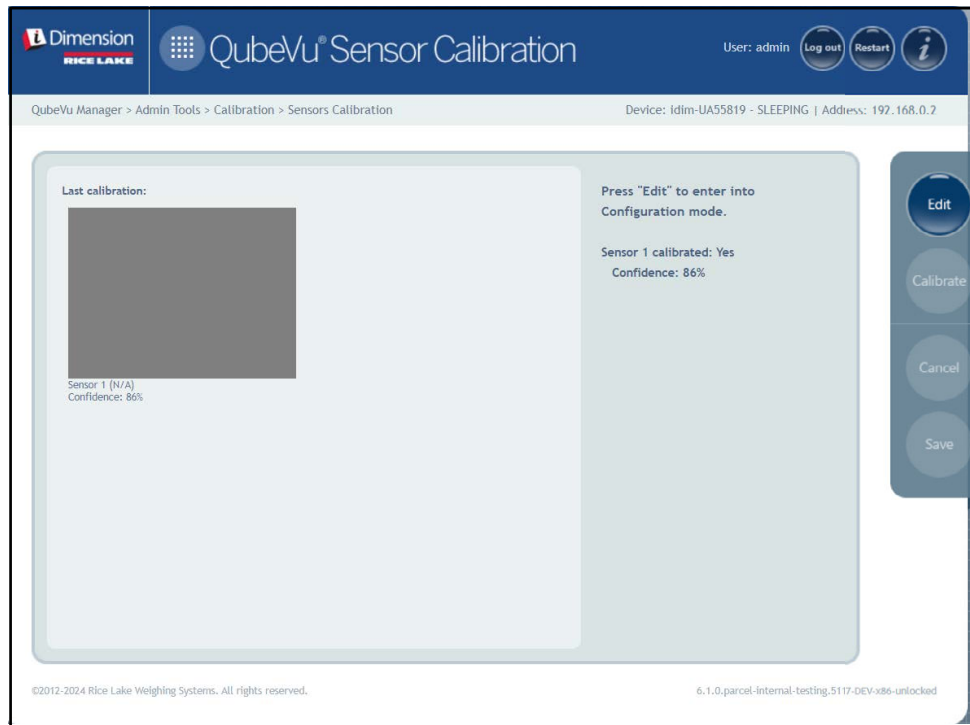 i Dimension
RICE LAKE
QubeVu® Sensor Calibration
User: admin
Log out
Restart
i
QubeVu Manager > Admin Tools > Calibration > Sensors Calibration
Device: idim-UA55819 - SLEEPING | Address: 192.168.0.2
Last calibration:
Sensor 1 (N/A)
Confidence: 86%
Press "Edit" to enter into
Configuration mode.
Sensor 1 calibrated: Yes
Confidence: 86%
Edit
Calibrate
Cancel
Save
©2012-2024 Rice Lake Weighing Systems. All rights reserved.
6.1.0.parcel-internal-testing.5117-DEV-x86-unlocked